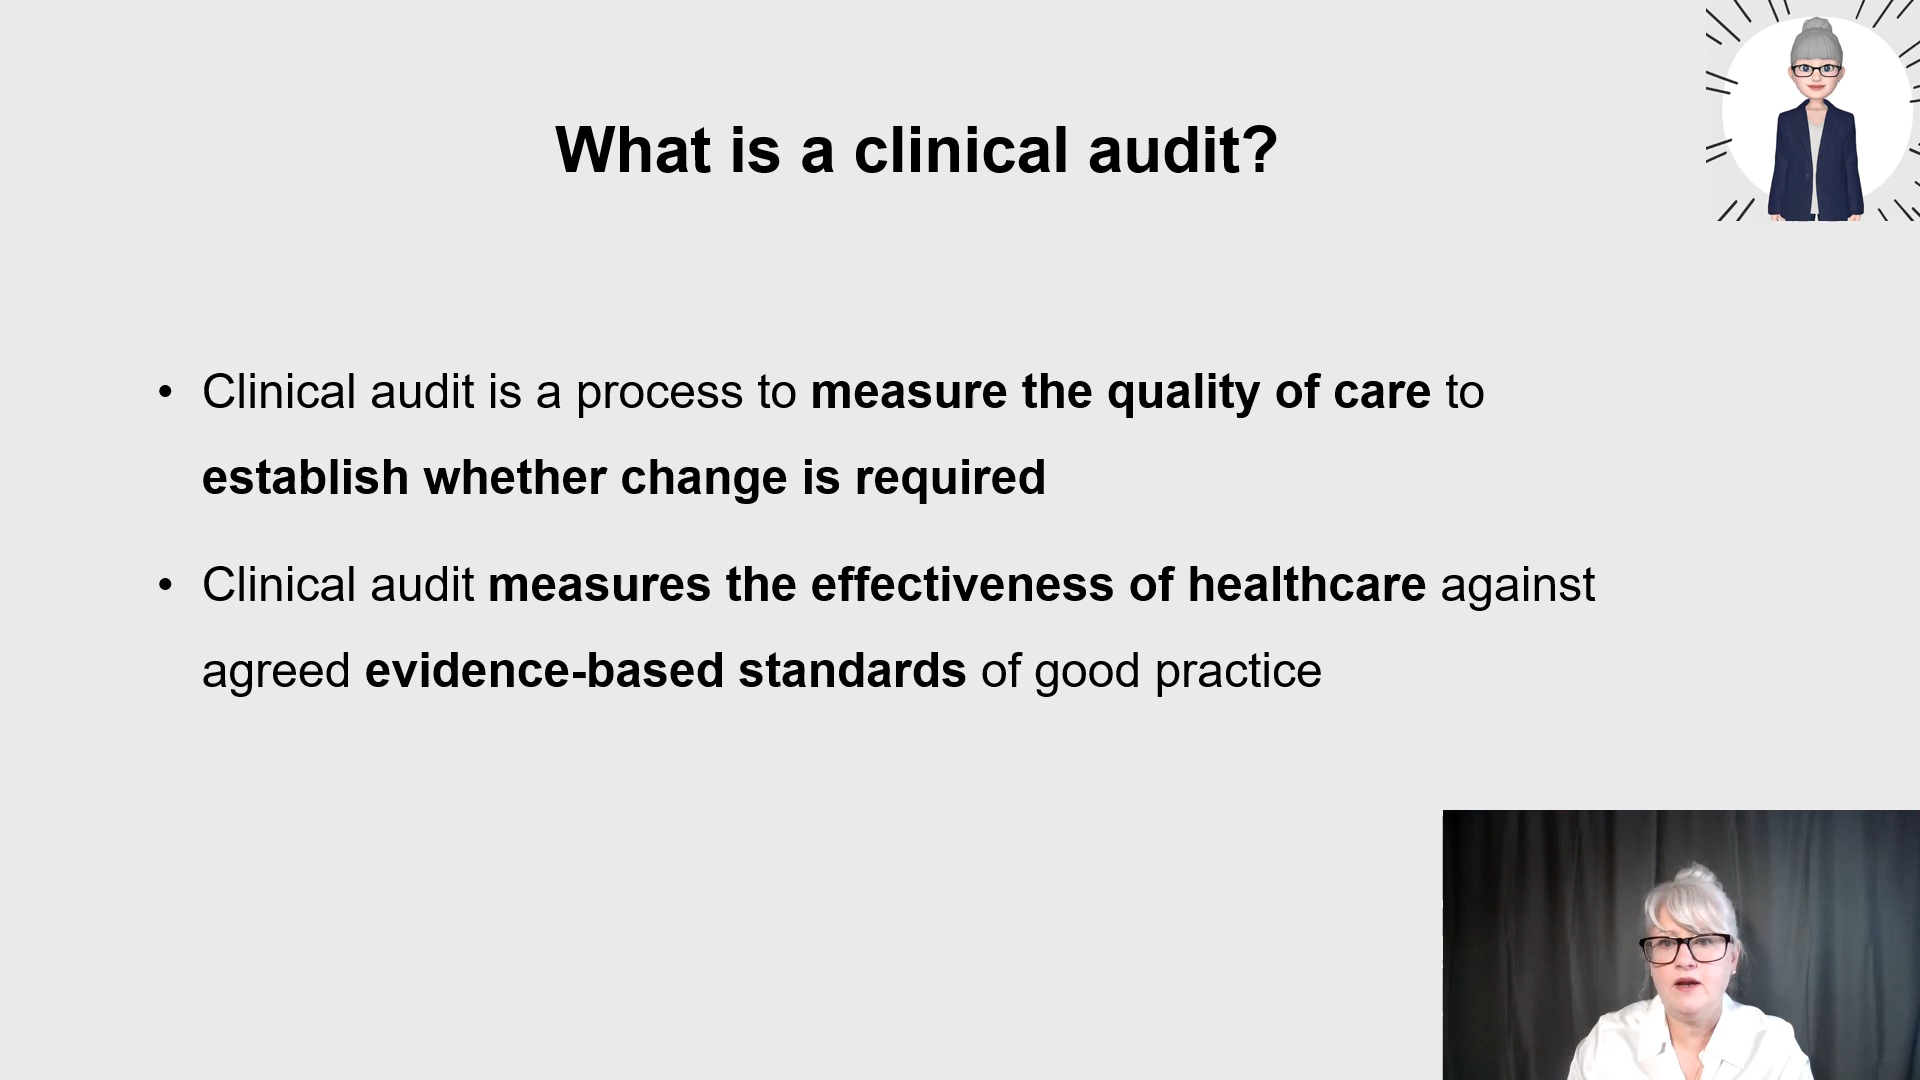 What is a clinical audit?
• Clinical audit is a process to measure the quality of care to
establish whether change is required
• Clinical audit measures the effectiveness of healthcare against
agreed evidence-based standards of good practice